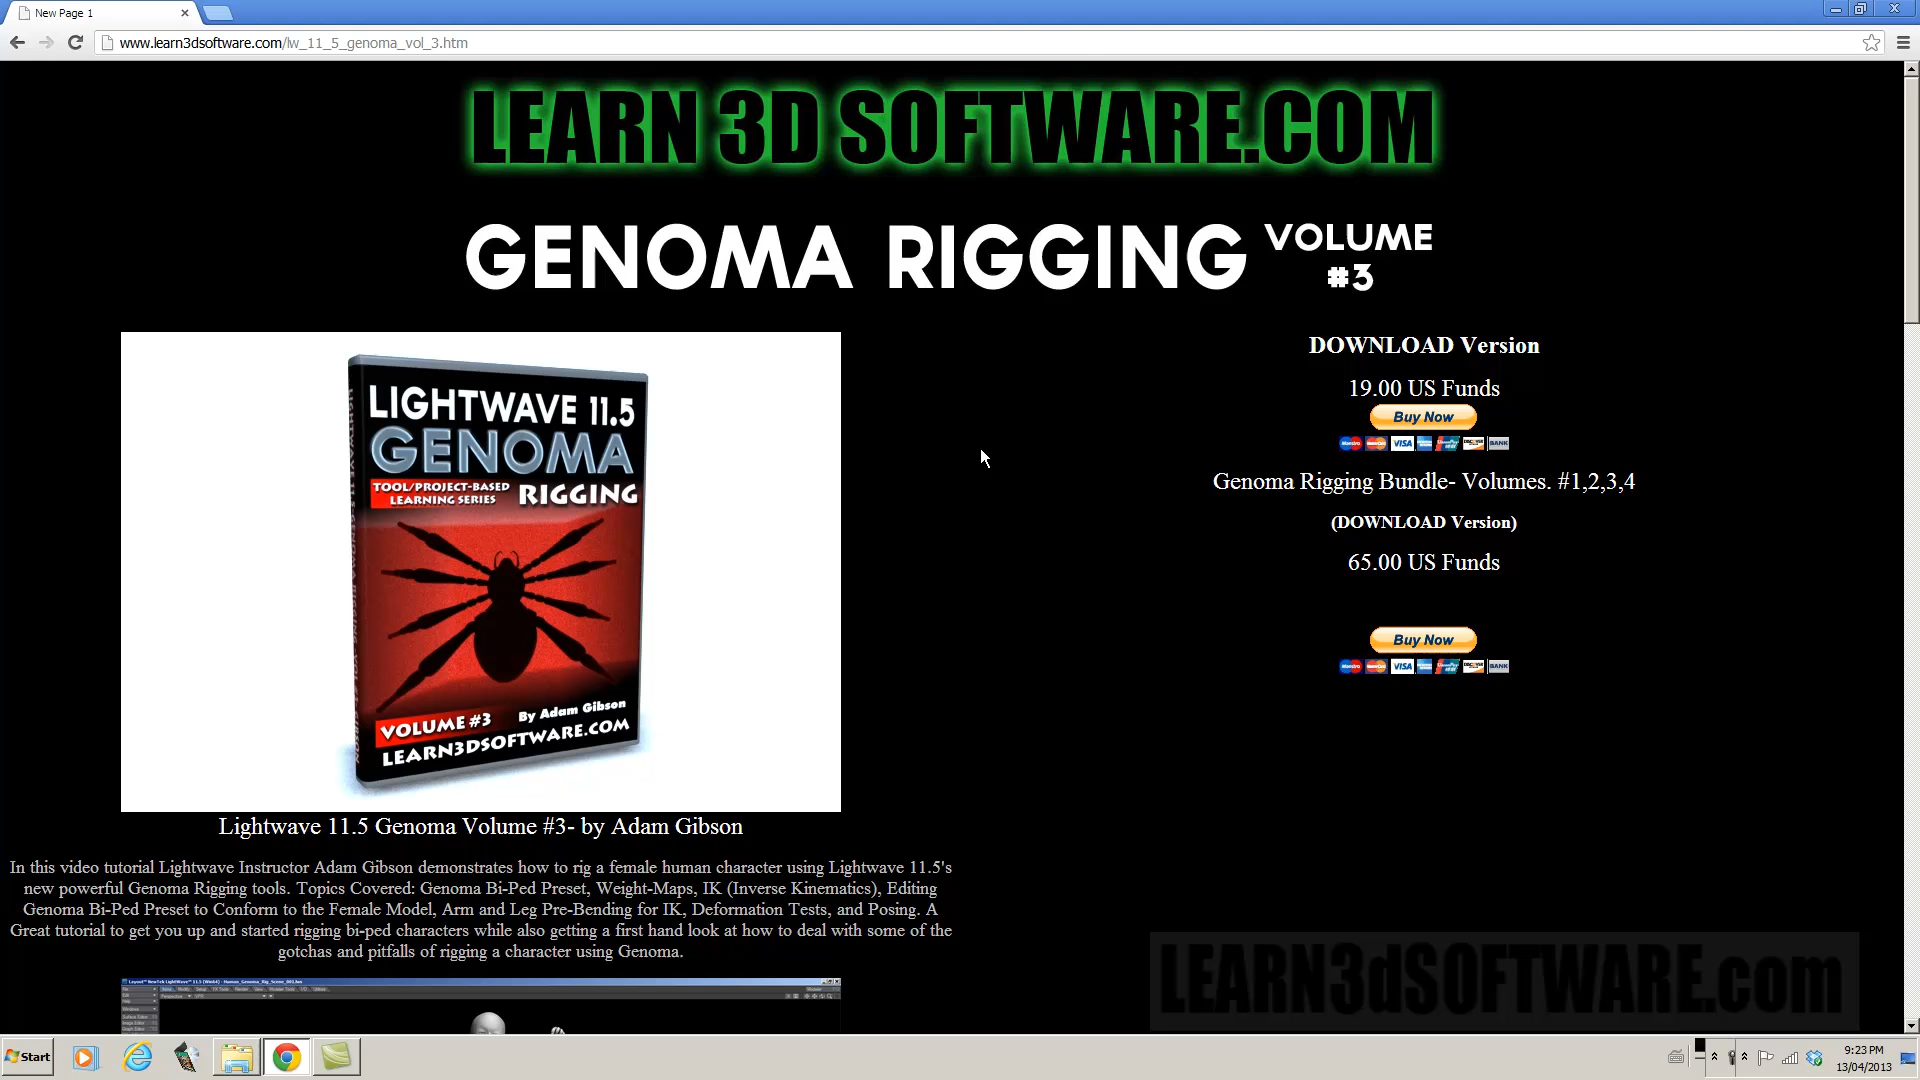 New Page 1
www.learn3dsoftware.com/lw_11_5_genoma_vol_3.htm
LEARN 3D SOFTWARE.COM
GENOMA RIGGING VOLUME #3
LIGHTWAVE 11.5
GENOMA
TOOL/PROJECT-BASED
LEARNING SERIES
RIGGING
VOLUME #3
By Adam Gibson
LEARN3DSOFTWARE.COM
Lightwave 11.5 Genoma Volume #3- by Adam Gibson
In this video tutorial Lightwave Instructor Adam Gibson demonstrates how to rig a female human character using Lightwave 11.5's
new powerful Genoma Rigging tools. Topics Covered: Genoma Bi-Ped Preset, Weight-Maps, IK (Inverse Kinematics), Editing
Genoma Bi-Ped Preset to Conform to the Female Model, Arm and Leg Pre-Bending for IK, Deformation Tests, and Posing. A
Great tutorial to get you up and started rigging bi-ped characters while also getting a first hand look at how to deal with some of the
gotchas and pitfalls of rigging a character using Genoma.
DOWNLOAD Version
19.00 US Funds
Buy Now
VISA
BANK
Genoma Rigging Bundle- Volumes. #1,2,3,4
(DOWNLOAD Version)
65.00 US Funds
Buy Now
VISA
BANK
LEARN3dSOFTWARE.com
Start
9:23 PM
13/04/2013